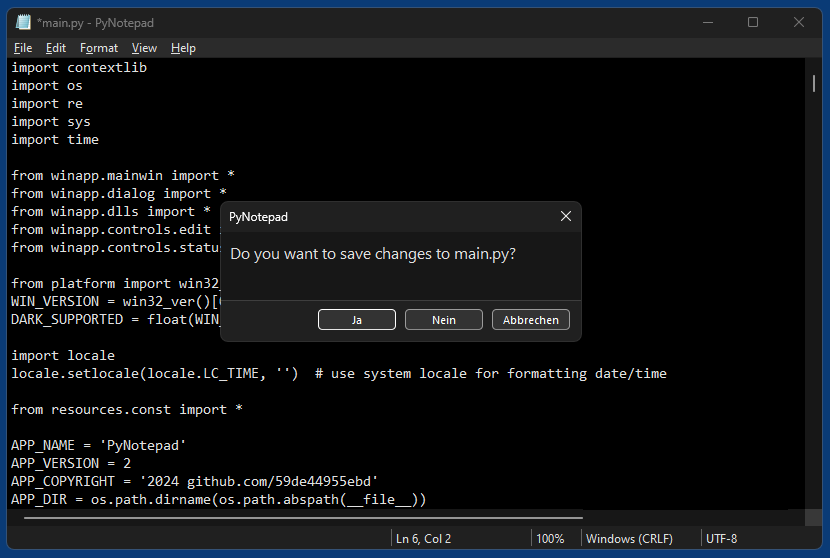 *main.py - PyNotepad
File Edit Format View Help
import contextlib
import os
import re
import sys
import time
from winapp.mainwin import *
from winapp.dialog import *
from winapp.dlls import *
from winapp.controls.edit
from winapp.controls.statu
from platform import win32_
WIN_VERSION = win32_ver()[
DARK_SUPPORTED = float(WIN_
PyNotepad
Do you want to save changes to main.py?
Ja Nein Abbrechen
import locale
locale.setlocale(locale.LC_TIME, '')  # use system locale for formatting date/time
from resources.const import *
APP_NAME = 'PyNotepad'
APP_VERSION = 2
APP_COPYRIGHT = '2024 github.com/59de44955ebd'
APP_DIR = os.path.dirname(os.path.abspath(__file__))
Ln 6, Col 2 100% Windows (CRLF) UTF-8